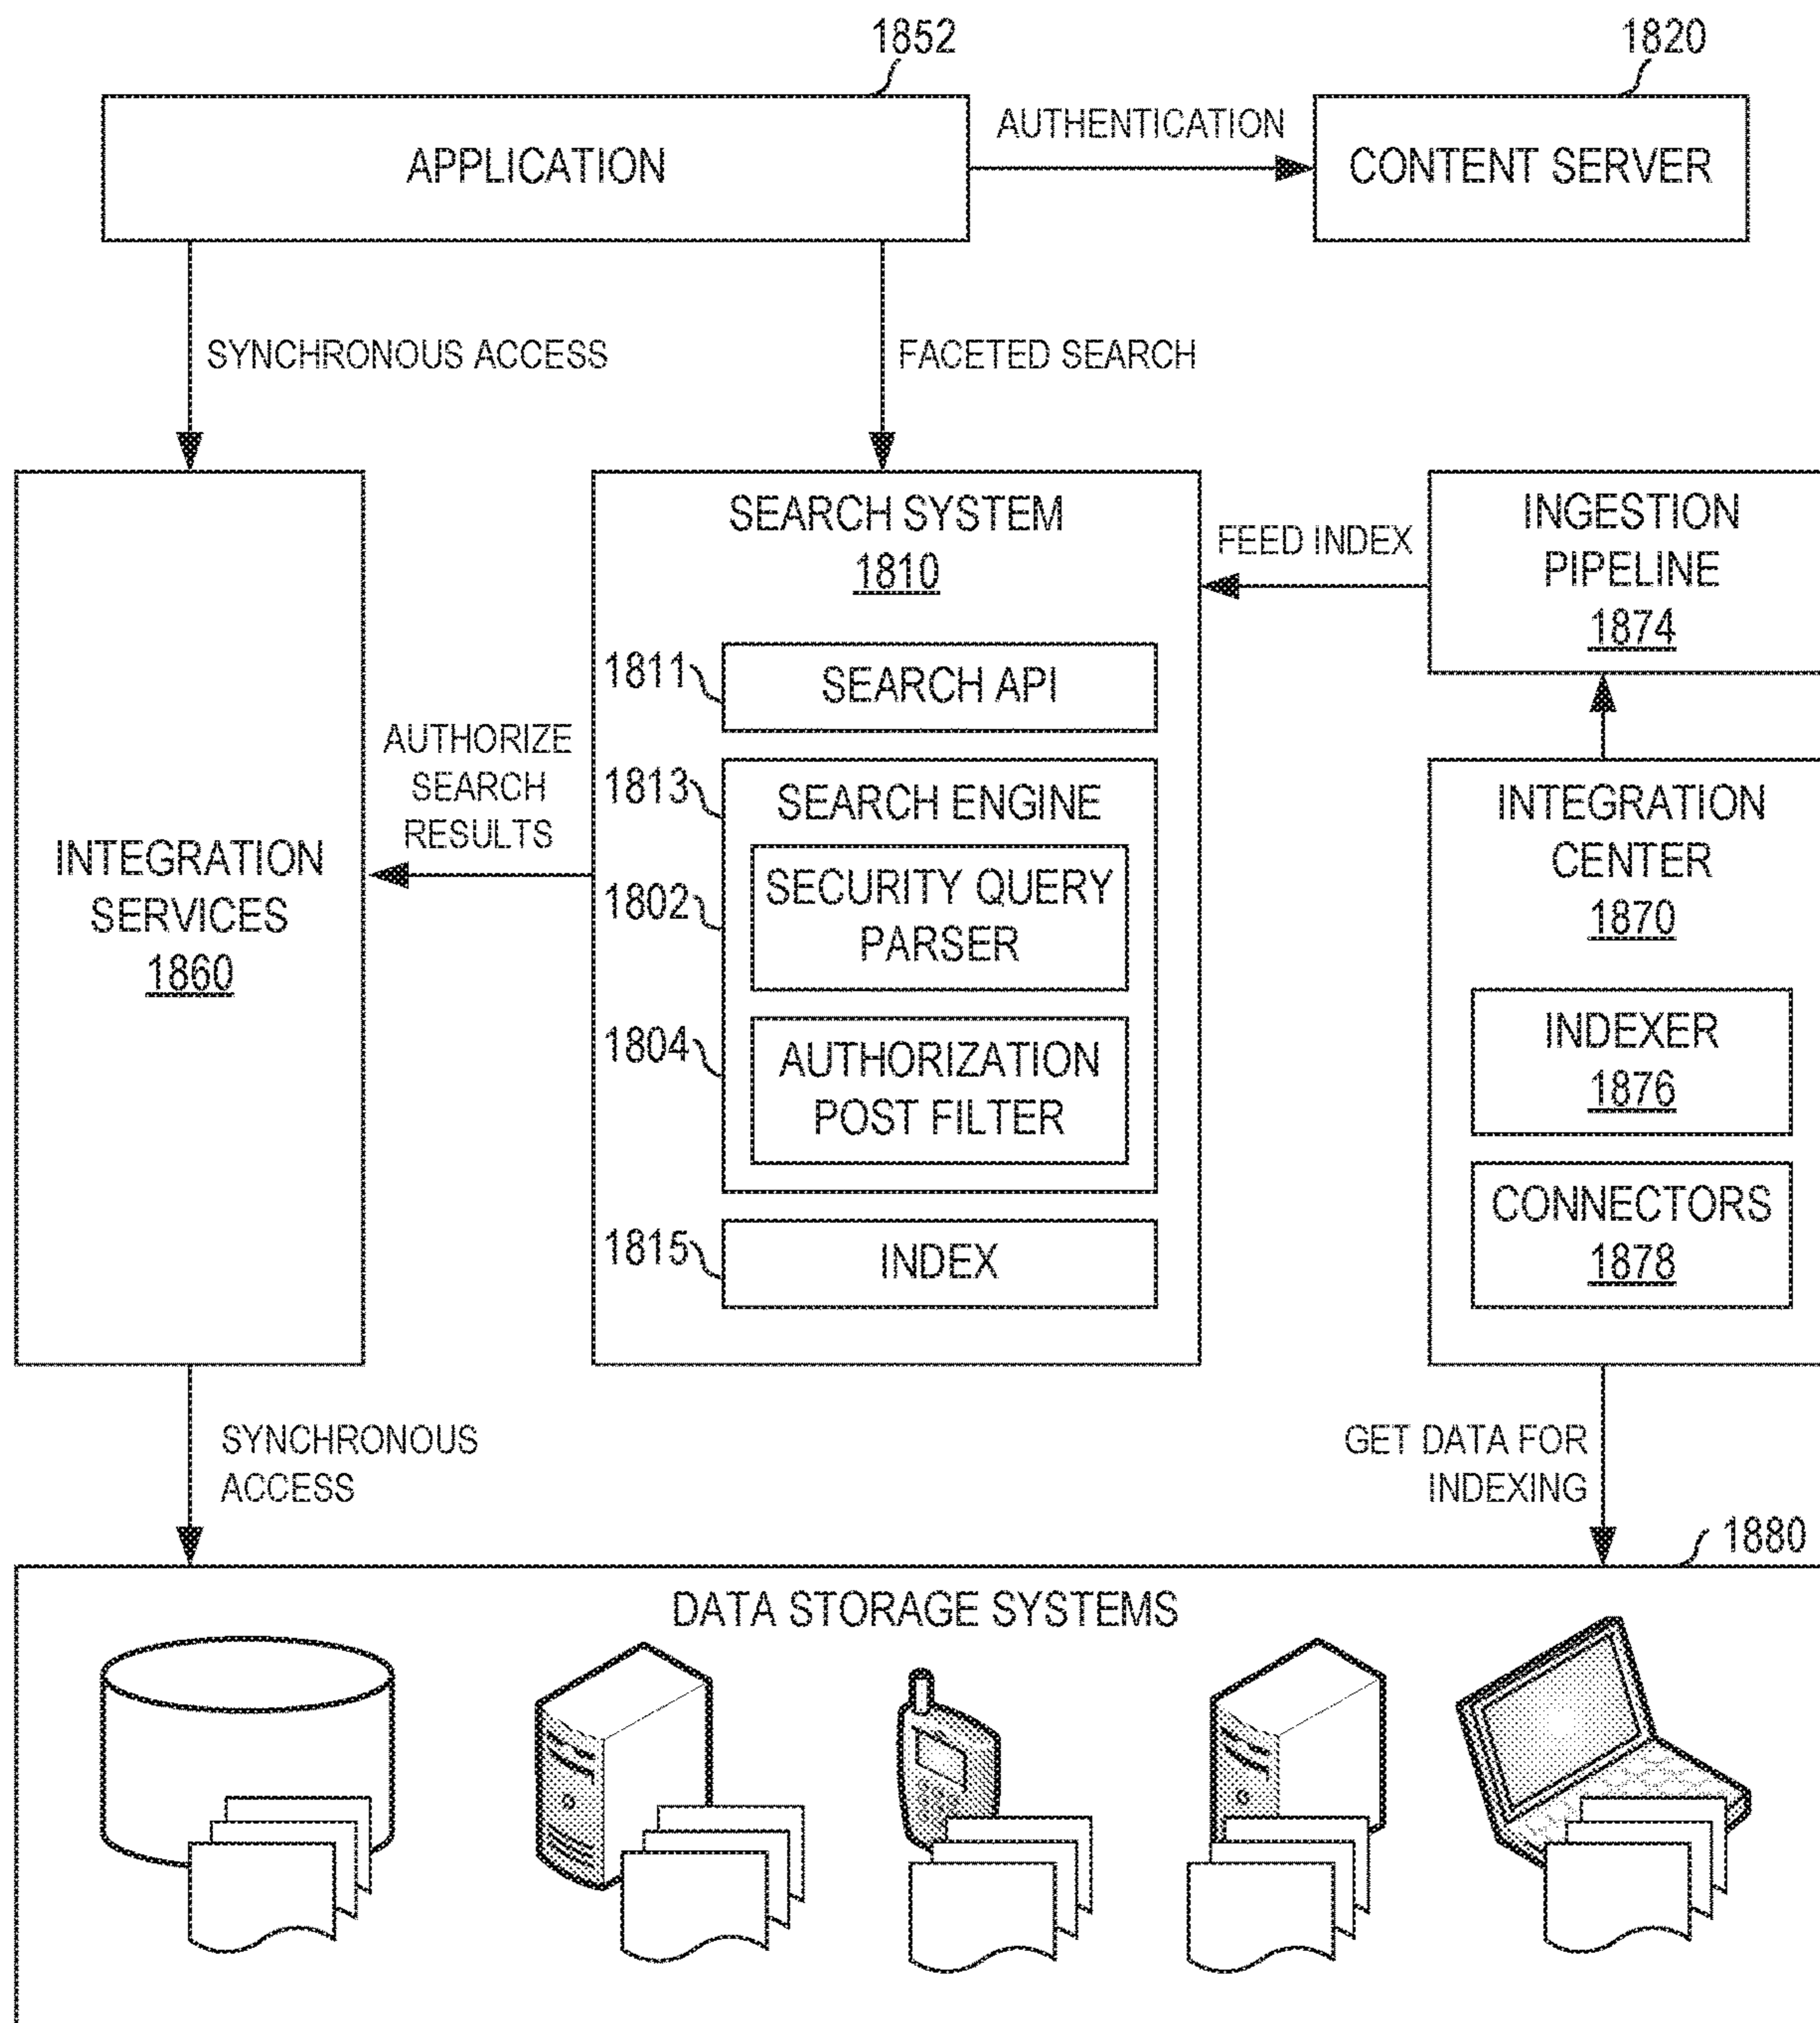 1852
1820
APPLICATION
AUTHENTICATION
CONTENT SERVER
SYNCHRONOUS ACCESS
FACETED SEARCH
INTEGRATION
SERVICES
1860
AUTHORIZE
SEARCH
RESULTS
SEARCH SYSTEM
1810
1811
SEARCH API
1813
SEARCH ENGINE
1802
SECURITY QUERY
PARSER
1804
AUTHORIZATION
POST FILTER
1815
INDEX
FEED INDEX
INGESTION
PIPELINE
1874
INTEGRATION
CENTER
1870
INDEXER
1876
CONNECTORS
1878
SYNCHRONOUS
ACCESS
GET DATA FOR
INDEXING
1880
DATA STORAGE SYSTEMS